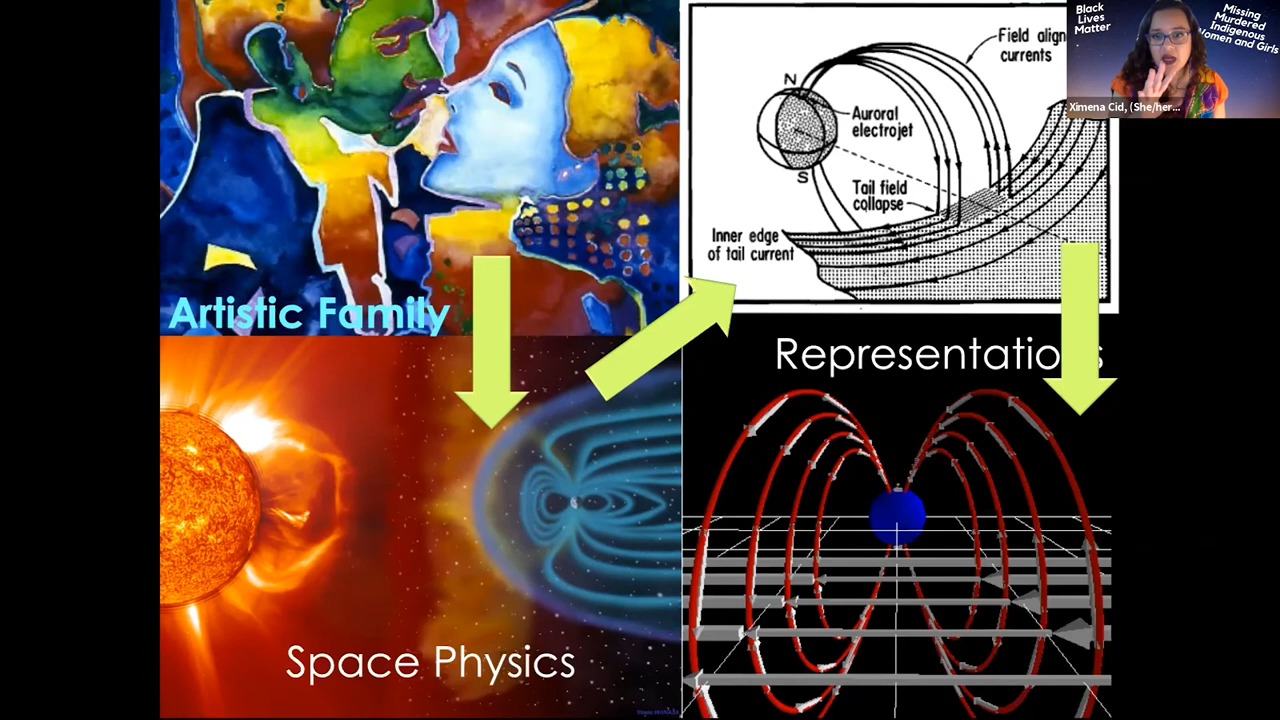 Artistic Family
Field align
currents
N
Auroral
electrojet
S
Tail field
collapse
Inner edge
of tail current
Black
Lives
Matter
Missing
Murdered
Indigenous
Women and Girls
Ximena Cid, (She/her...
Space Physics
Representations